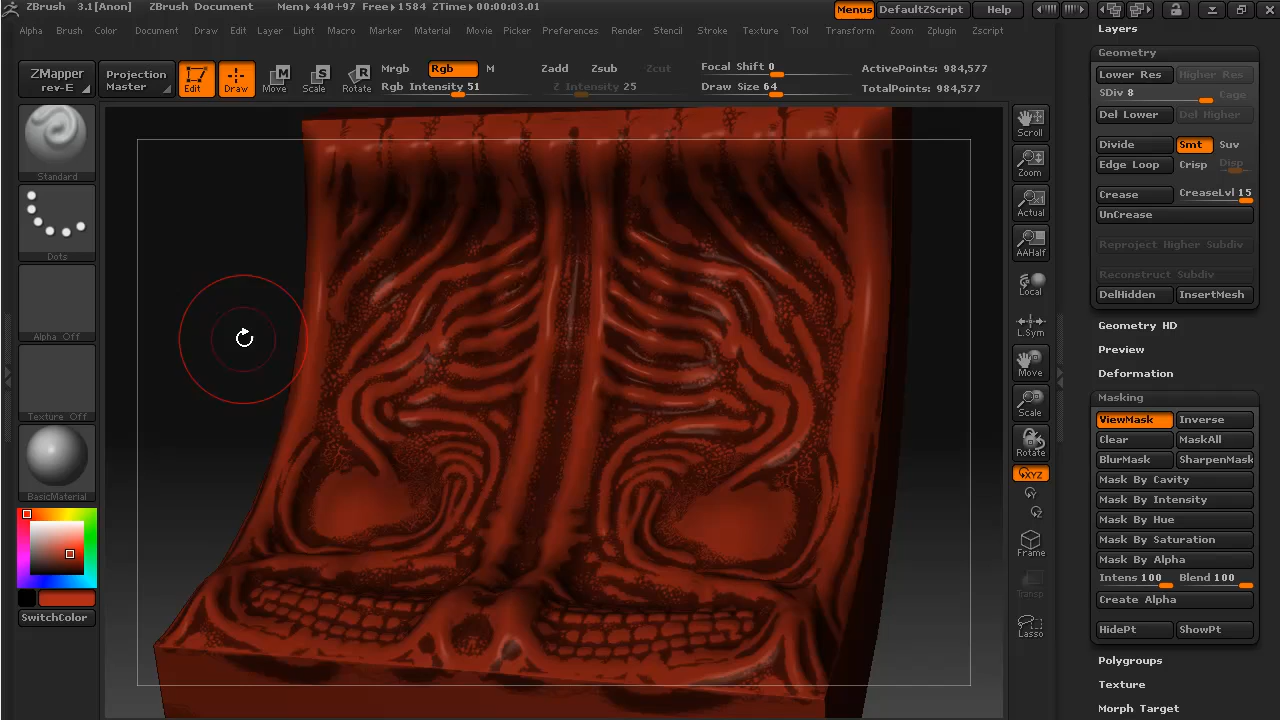 ZBrush 3.1[Anon] ZBrush Document Mem▸440+97 Free▸1584 ZTime▸00:00:03.01 Menus DefaultZScript Help
Alpha Brush Color Document Draw Edit Layer Light Macro Marker Material Movie Picker Preferences Render Stencil Stroke Texture Tool Transform Zoom Zplugin Zscript
ZMapper rev-E
Projection Master
Edit Draw Move Scale Rotate
Mrgb Rgb M
Rgb Intensity 51
Zadd Zsub Zcut
Z Intensity 25
Focal Shift 0
Draw Size 64
ActivePoints: 984,577
TotalPoints: 984,577
Standard
Dots
Alpha Off
Texture Off
BasicMaterial
SwitchColor
Scroll
Zoom
Actual
AAHalf
Local
L.Sym
Move
Scale
Rotate
XYZ
Y
Z
Frame
Transp
Lasso
Layers
Geometry
Lower Res Higher Res
SDiv 8 Cage
Del Lower Del Higher
Divide Smt Suv
Edge Loop Crisp Disp
Crease CreaseLvl 15
UnCrease
Reproject Higher Subdiv
Reconstruct Subdiv
DelHidden InsertMesh
Geometry HD
Preview
Deformation
Masking
ViewMask Inverse
Clear MaskAll
BlurMask SharpenMask
Mask By Cavity
Mask By Intensity
Mask By Hue
Mask By Saturation
Mask By Alpha
Intens 100 Blend 100
Create Alpha
HidePt ShowPt
Polygroups
Texture
Morph Target